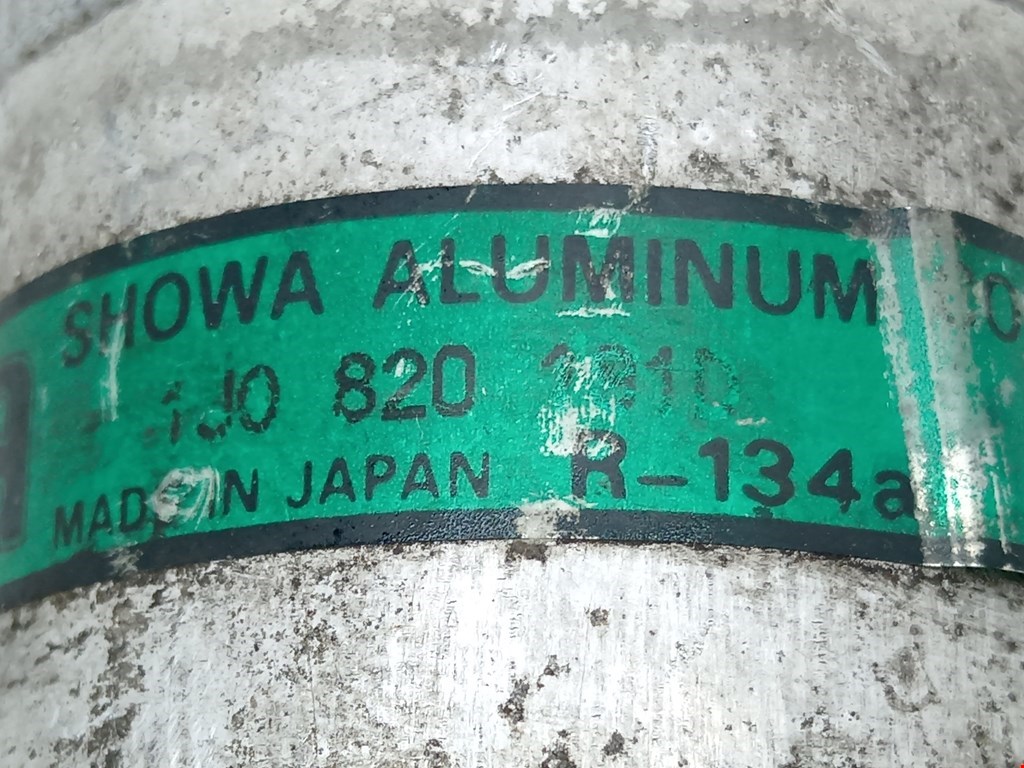 SHOWA ALUMINUM
1J0 820
MADE IN JAPAN R-134a